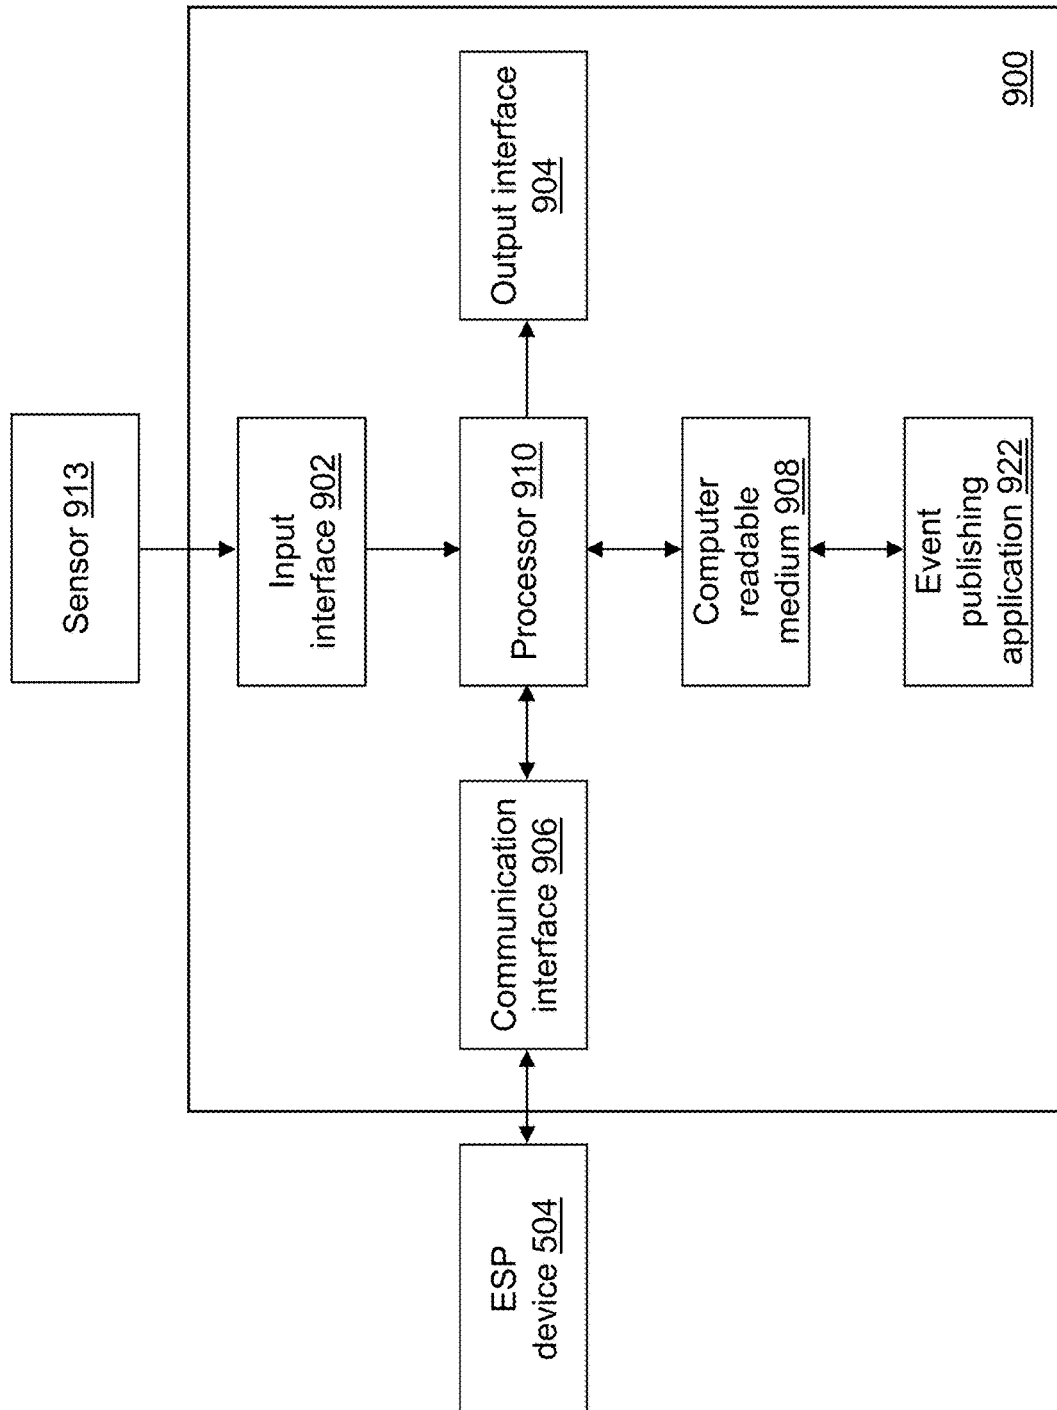 Sensor 913
Input
interface 902
ESP
device 504
Communication
interface 906
Processor 910
Output interface
904
Computer
readable
medium 908
Event
publishing
application 922
900